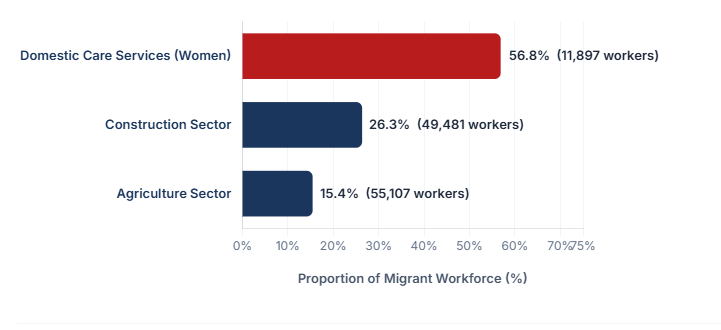 Domestic Care Services (Women) 56.8% (11,897 workers)
Construction Sector 26.3% (49,481 workers)
Agriculture Sector 15.4% (55,107 workers)
0% 10% 20% 30% 40% 50% 60% 70% 75%
Proportion of Migrant Workforce (%)